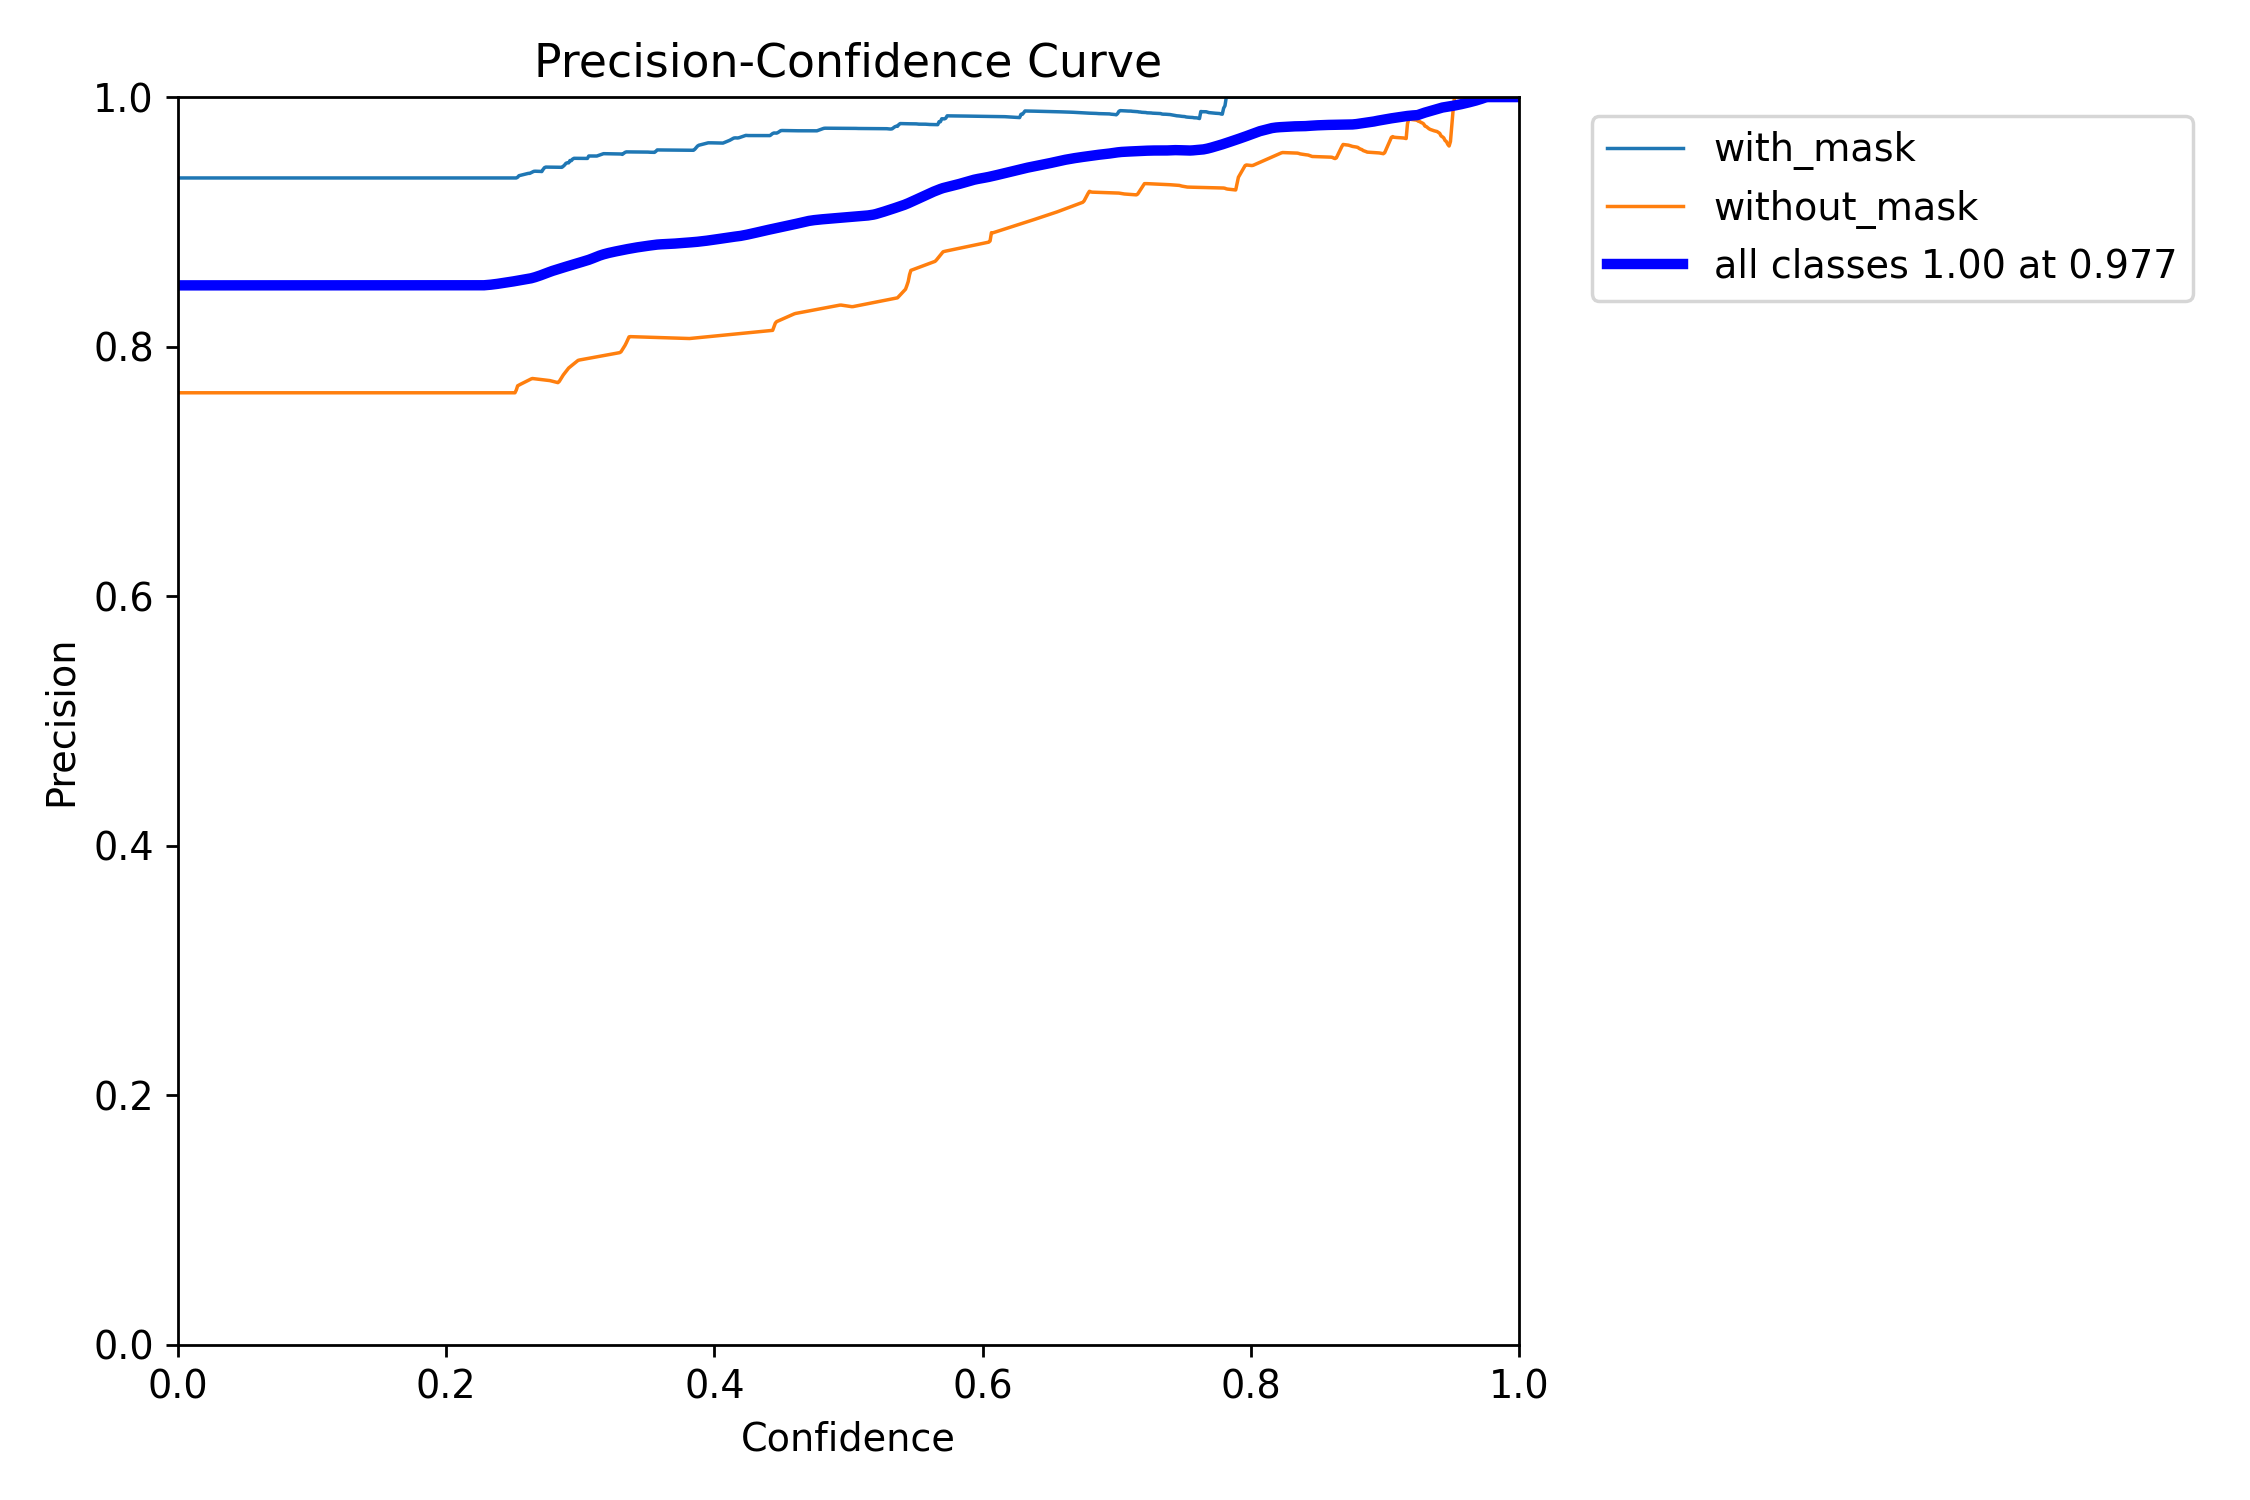 Precision-Confidence Curve
1.0
0.8
0.6
0.4
0.2
0.0
Precision
0.0 0.2 0.4 0.6 0.8 1.0
Confidence
with_mask
without_mask
all classes 1.00 at 0.977